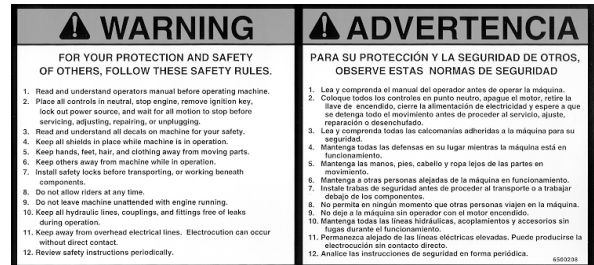 WARNING
FOR YOUR PROTECTION AND SAFETY
OF OTHERS, FOLLOW THESE SAFETY RULES.
1. Read and understand operators manual before operating machine.
2. Place all controls in neutral, stop engine, remove ignition key,
lock out power source, and wait for all motion to stop before
servicing, adjusting, repairing, or unplugging.
3. Read and understand all decals on machine for your safety.
4. Keep all shields in place while machine is in operation.
5. Keep hands, feet, hair, and clothing away from moving parts.
6. Keep others away from machine while in operation.
7. Install safety locks before transporting, or working beneath
components.
8. Do not allow riders at any time.
9. Do not leave machine unattended with engine running.
10. Keep all hydraulic lines, couplings, and fittings free of leaks
during operation.
11. Keep away from overhead electrical lines. Electrocution can occur
without direct contact.
12. Review safety instructions periodically.
ADVERTENCIA
PARA SU PROTECCIÓN Y LA SEGURIDAD DE OTROS,
OBSERVE ESTAS NORMAS DE SEGURIDAD
1. Lea y comprenda el manual del operador antes de operar la máquina.
2. Coloque todos los controles en punto neutro, apague el motor, retire la
llave de encendido, cierre la alimentación de electricidad y espere a que
se detenga todo el movimiento antes de proceder al servicio, ajuste,
reparación o desenchufado.
3. Lea y comprenda todas las calcomanías adheridas a la máquina para su
seguridad.
4. Mantenga todas las defensas en su lugar mientras la máquina está en
funcionamiento.
5. Mantenga las manos, pies, cabello y ropa lejos de las partes en
movimiento.
6. Mantenga a otras personas alejadas de la máquina en funcionamiento.
7. Instale trabas de seguridad antes de proceder al transporte o a trabajar
debajo de los componentes.
8. No permita en ningún momento que otras personas viajen en la máquina.
9. No deje a la máquina sin operador con el motor encendido.
10. Mantenga todas las líneas hidráulicas, acoplamientos y accesorios sin
fugas durante el funcionamiento.
11. Permanezca alejado de las líneas eléctricas elevadas. Puede producirse la
electrocución sin contacto directo.
12. Analice las instrucciones de seguridad en forma periódica.
6500208